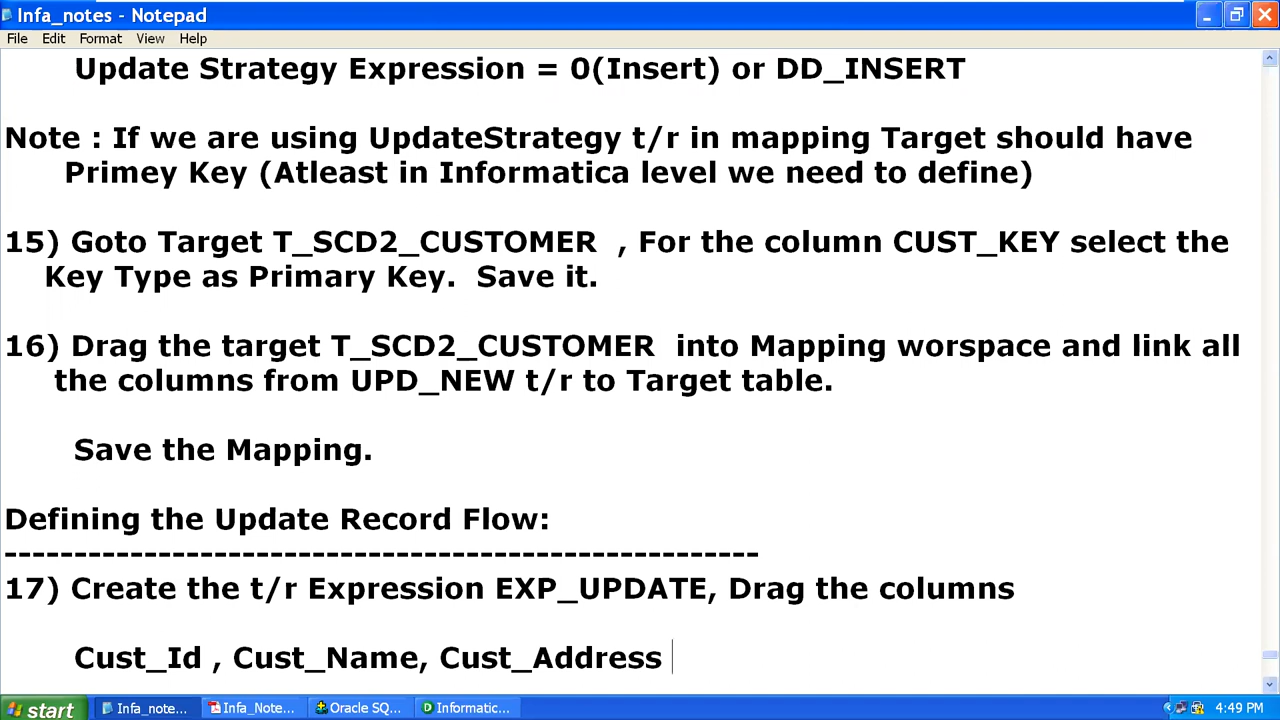 Infa_notes - Notepad
File Edit Format View Help
Update Strategy Expression = 0(Insert) or DD_INSERT
Note : If we are using UpdateStrategy t/r in mapping Target should have
Primey Key (Atleast in Informatica level we need to define)
15) Goto Target T_SCD2_CUSTOMER , For the column CUST_KEY select the
Key Type as Primary Key. Save it.
16) Drag the target T_SCD2_CUSTOMER into Mapping worspace and link all
the columns from UPD_NEW t/r to Target table.
Save the Mapping.
Defining the Update Record Flow:
------------------------------------------------------
17) Create the t/r Expression EXP_UPDATE, Drag the columns
Cust_Id , Cust_Name, Cust_Address
start Infa_note... Infa_Note... Oracle SQ... Informatic... 4:49 PM